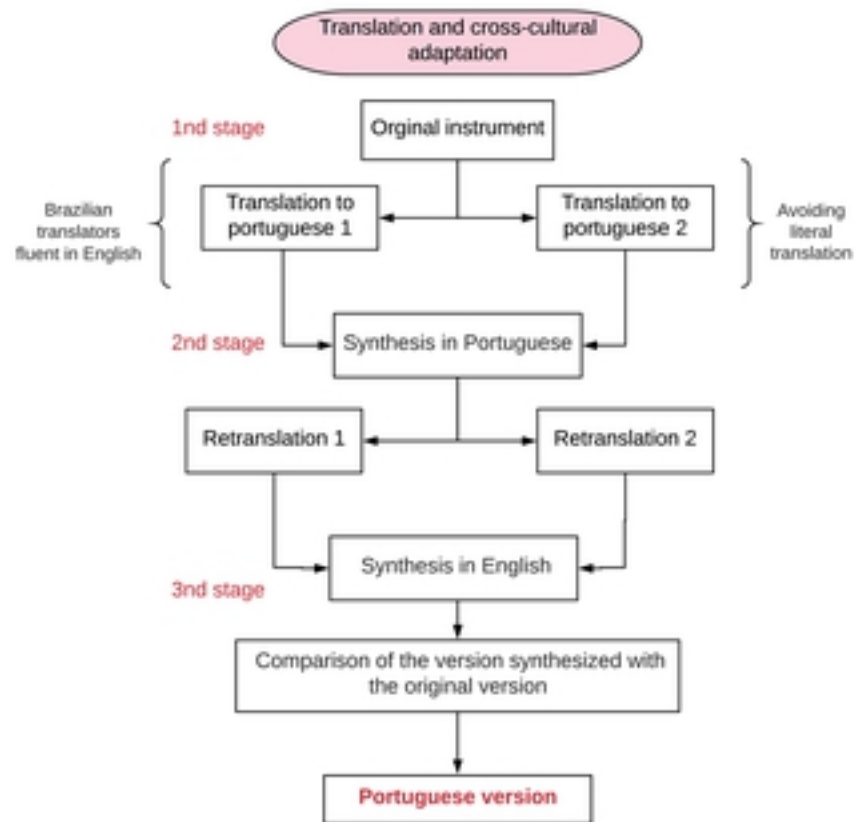 Translation and cross-cultural
adaptation
1nd stage
Orginal instrument
Brazilian
translators
fluent in English
Translation to
portuguese 1
Translation to
portuguese 2
Avoiding
literal
translation
2nd stage
Synthesis in Portuguese
Retranslation 1
Retranslation 2
Synthesis in English
3nd stage
Comparison of the version synthesized with
the original version
Portuguese version